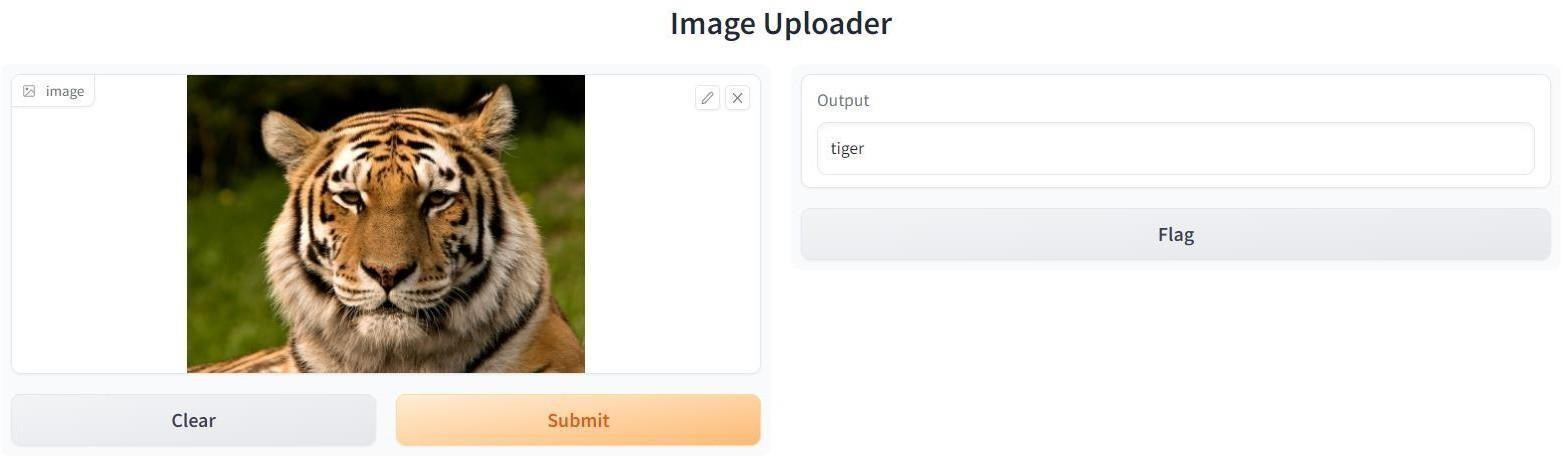 Image Uploader
image
Clear
Submit
Output
tiger
Flag